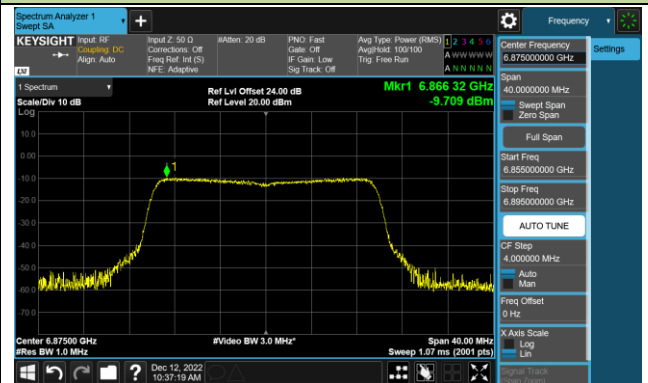 Spectrum Analyzer 1
Swept SA
+
Frequency
KEYSIGHT
Input: RF
Coupling: DC
Align: Auto
Input Z: 50 Ω
Corrections: Off
Freq Ref: Int (S)
NFE: Adaptive
#Atten: 20 dB
PNO: Fast
Gate: Off
IF Gain: Low
Sig Track: Off
Avg Type: Power (RMS)
Avg|Hold: 100/100
Trig: Free Run
1 2 3 4 5 6
A W W W W W
A N N N N N
LXI
1 Spectrum
Scale/Div 10 dB
Log
Ref Lvl Offset 24.00 dB
Ref Level 20.00 dBm
Mkr1 6.866 32 GHz
-9.709 dBm
1
10.0
0.00
-10.0
-20.0
-30.0
-40.0
-50.0
-60.0
-70.0
Center 6.87500 GHz
#Res BW 1.0 MHz
#Video BW 3.0 MHz*
Span 40.00 MHz
Sweep 1.07 ms (2001 pts)
?
Dec 12, 2022
10:37:19 AM
Center Frequency
6.875000000 GHz
Settings
Span
40.0000000 MHz
Swept Span
Zero Span
Full Span
Start Freq
6.855000000 GHz
Stop Freq
6.895000000 GHz
AUTO TUNE
CF Step
4.000000 MHz
Auto
Man
Freq Offset
0 Hz
X Axis Scale
Log
Lin
Signal Track
(Span Zoom)